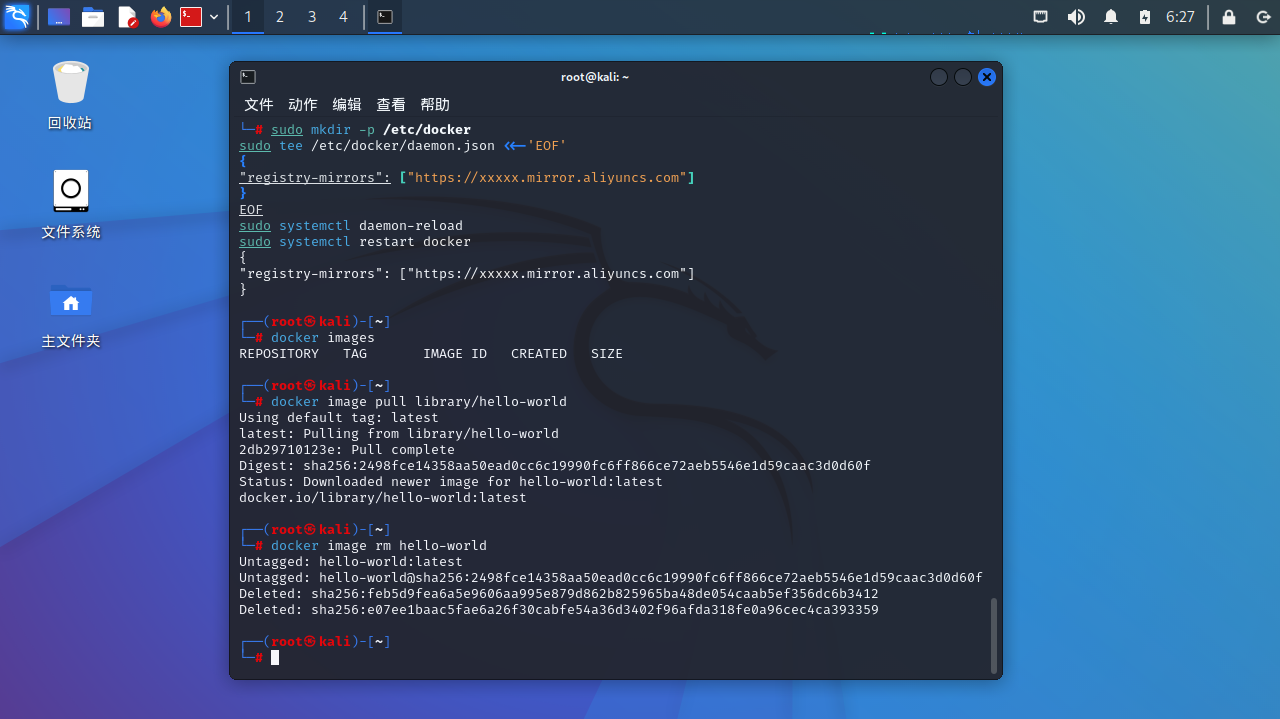 1 2 3 4 6:27
回收站
文件系统
主文件夹
root@kali: ~
文件 动作 编辑 查看 帮助
└─# sudo mkdir -p /etc/docker
sudo tee /etc/docker/daemon.json <<-'EOF'
{
"registry-mirrors": ["https://xxxxx.mirror.aliyuncs.com"]
}
EOF
sudo systemctl daemon-reload
sudo systemctl restart docker
{
"registry-mirrors": ["https://xxxxx.mirror.aliyuncs.com"]
}
┌──(root㉿kali)-[~]
└─# docker images
REPOSITORY   TAG       IMAGE ID   CREATED   SIZE
┌──(root㉿kali)-[~]
└─# docker image pull library/hello-world
Using default tag: latest
latest: Pulling from library/hello-world
2db29710123e: Pull complete
Digest: sha256:2498fce14358aa50ead0cc6c19990fc6ff866ce72aeb5546e1d59caac3d0d60f
Status: Downloaded newer image for hello-world:latest
docker.io/library/hello-world:latest
┌──(root㉿kali)-[~]
└─# docker image rm hello-world
Untagged: hello-world:latest
Untagged: hello-world@sha256:2498fce14358aa50ead0cc6c19990fc6ff866ce72aeb5546e1d59caac3d0d60f
Deleted: sha256:feb5d9fea6a5e9606aa995e879d862b825965ba48de054caab5ef356dc6b3412
Deleted: sha256:e07ee1baac5fae6a26f30cabfe54a36d3402f96afda318fe0a96cec4ca393359
┌──(root㉿kali)-[~]
└─#